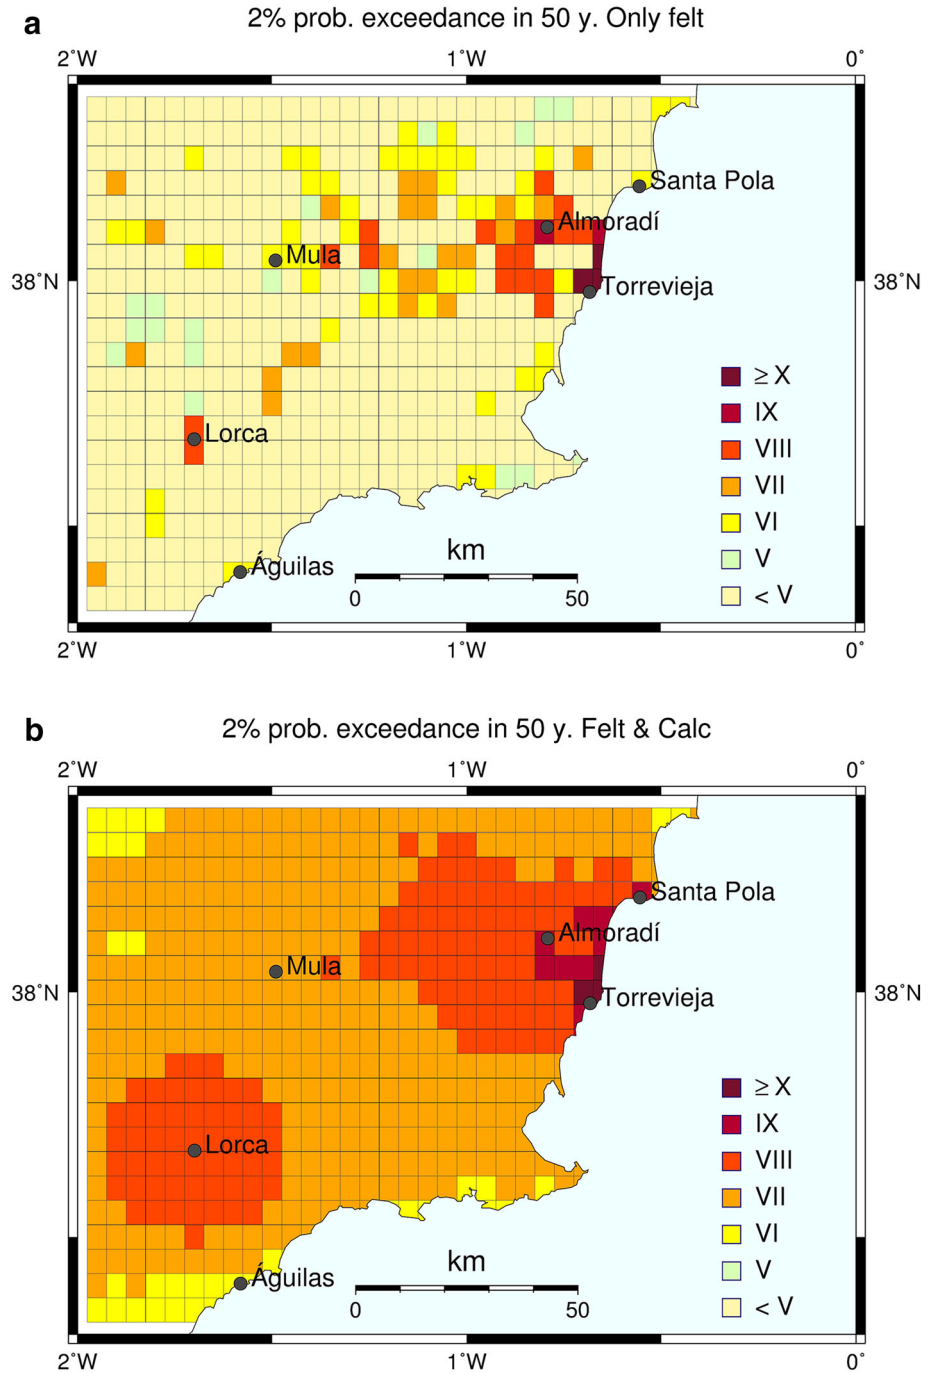 a
2% prob. exceedance in 50 y. Only felt
2˚W 1˚W 0˚
Santa Pola
Almoradí
Mula
38˚N 38˚N
Torrevieja
≥ X
IX
Lorca
VIII
VII
VI
km
V
Águilas
0 50
< V
2˚W 1˚W 0˚
b
2% prob. exceedance in 50 y. Felt & Calc
2˚W 1˚W 0˚
Santa Pola
Almoradí
Mula
38˚N 38˚N
Torrevieja
≥ X
IX
Lorca
VIII
VII
VI
km
V
Águilas
0 50
< V
2˚W 1˚W 0˚